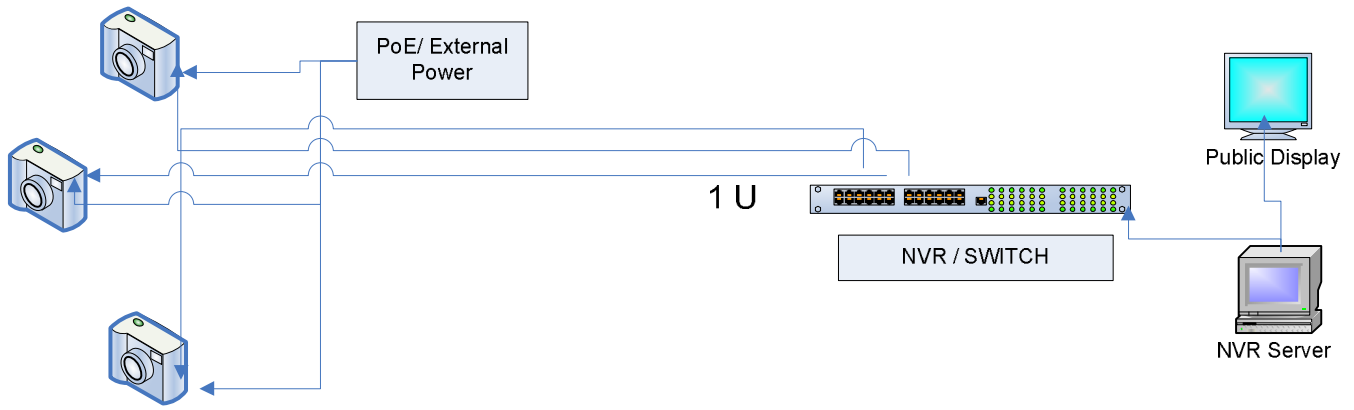 PoE/ External
Power
Public Display
1 U
NVR / SWITCH
NVR Server